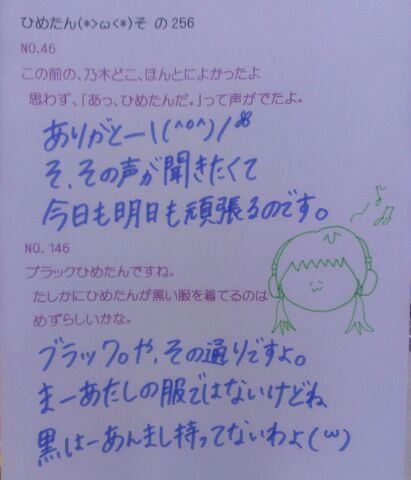 ひめたん(*>ω<*)そ の256
NO.46
この前の、乃木どこ、ほんとによかったよ
思わず、「あっ、ひめたんだ。」って声がでたよ。
ありがとーー\(^o^)/
そ、その声が聞きたくて
今日も明日も頑張るのです。
NO. 146
ブラックひめたんですね。
たしかにひめたんが黒い服を着てるのは
めずらしいかな。
ブラック。や、その通りですよ。
まーあたしの服ではないけどね
黒はーあんまし持ってないわよ(ω)